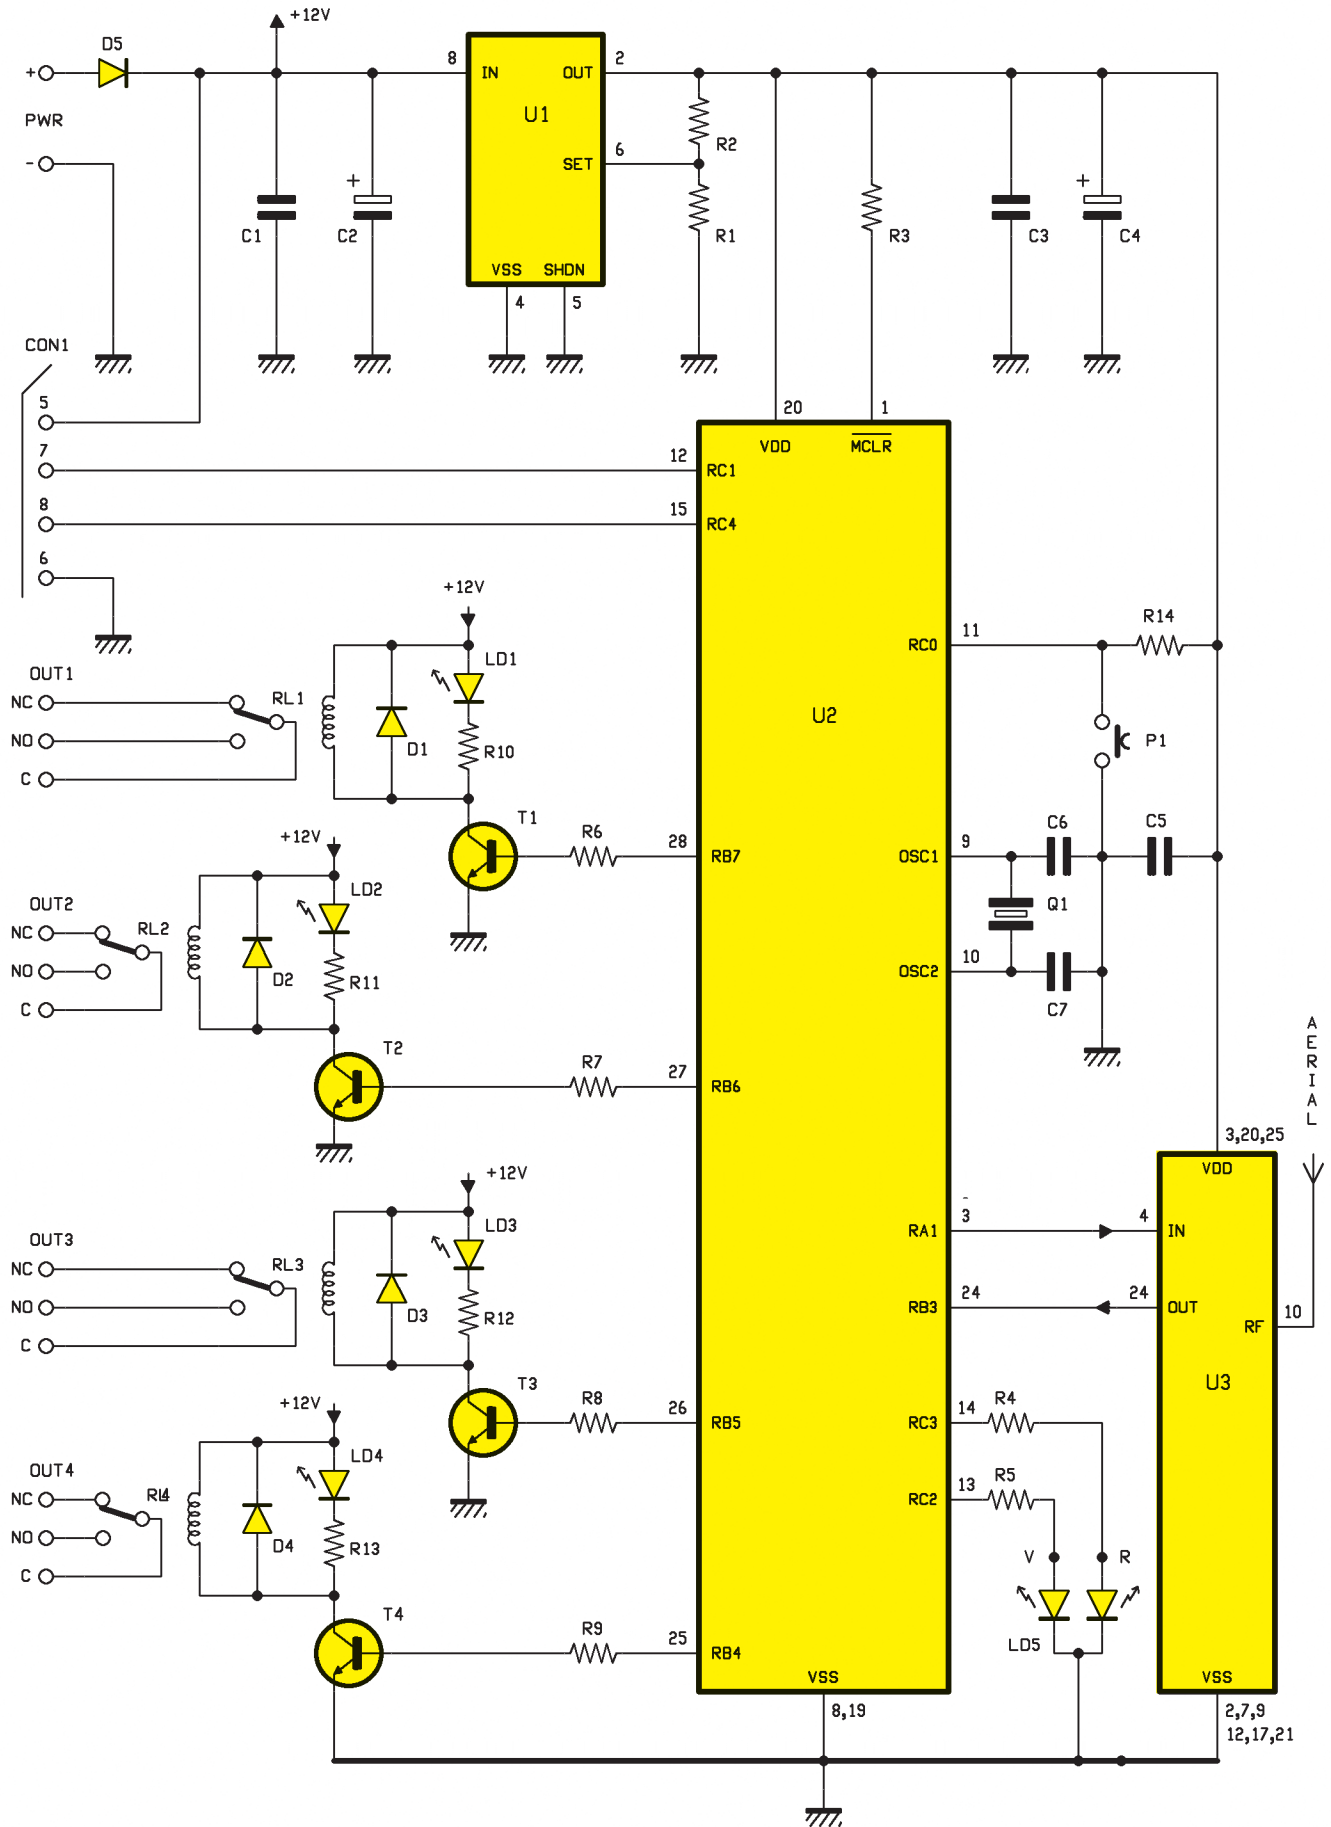 +12V
D5
+
PWR
-
8
IN
OUT
2
U1
SET
6
R2
R1
R3
+
C1
C2
VSS
SHDN
4
5
C3
+
C4
CON1
5
7
8
6
20
1
VDD
MCLR
12
RC1
15
RC4
U2
RC0
11
R14
P1
OUT1
NC
NO
C
RL1
+12V
LD1
D1
R10
T1
R6
28
RB7
OSC1
9
C6
C5
Q1
OSC2
10
C7
OUT2
NC
NO
C
RL2
+12V
LD2
D2
R11
T2
R7
27
RB6
AERIAL
3,20,25
VDD
RA1
3
4
IN
RB3
24
24
OUT
RF
10
U3
OUT3
NC
NO
C
RL3
+12V
LD3
D3
R12
T3
R8
26
RB5
RC3
14
R4
RC2
13
R5
V
R
LD5
OUT4
NC
NO
C
RL4
+12V
LD4
D4
R13
T4
R9
25
RB4
VSS
8,19
VSS
2,7,9
12,17,21